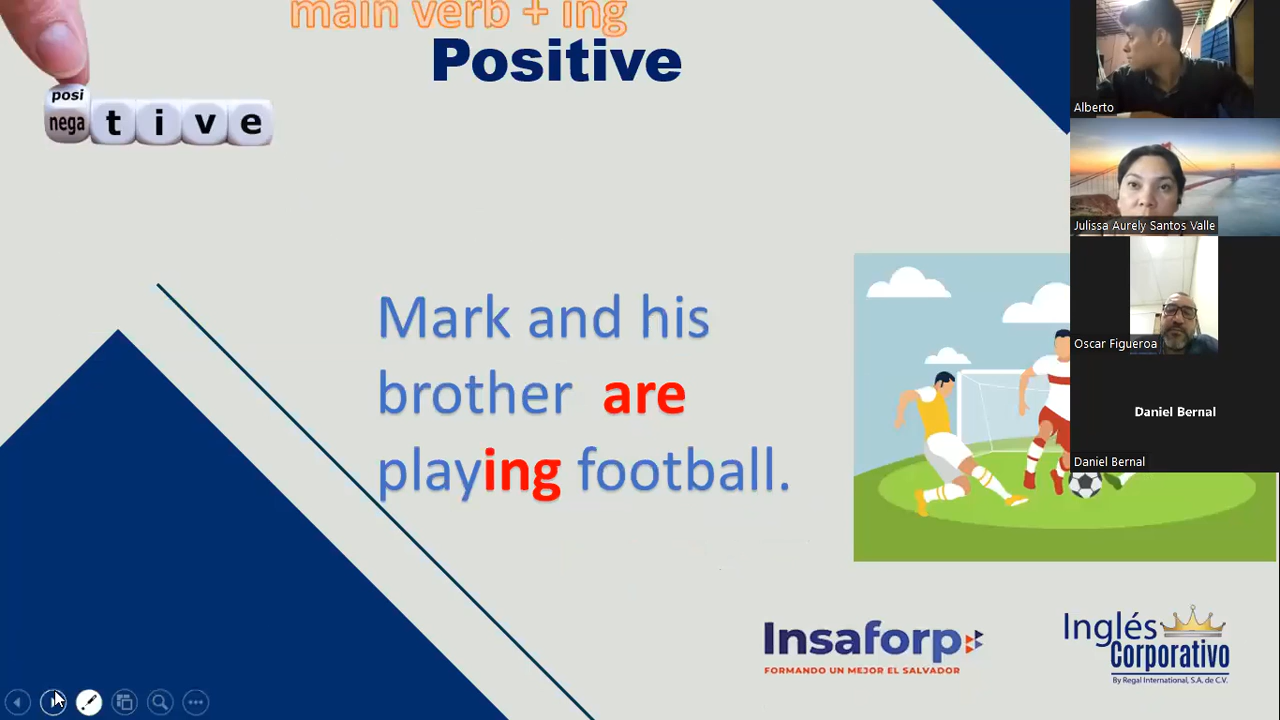 main verb + ing
Positive
posi
nega t i v e
Mark and his
brother are
playing football.
Insaforp
FORMANDO UN MEJOR EL SALVADOR
Inglés
Corporativo
By Regal International, S.A. de C.V.
Alberto
Julissa Aurely Santos Valle
Oscar Figueroa
Daniel Bernal
Daniel Bernal